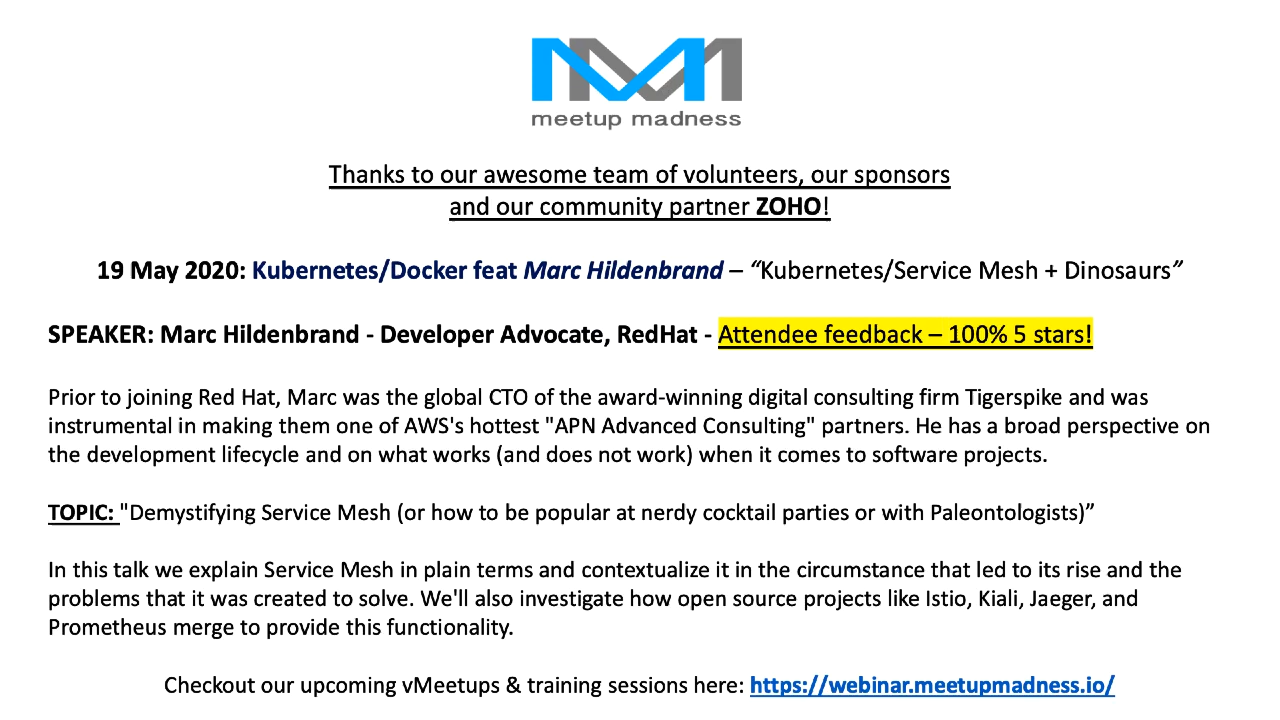 meetup madness
Thanks to our awesome team of volunteers, our sponsors
and our community partner ZOHO!
19 May 2020: Kubernetes/Docker feat Marc Hildenbrand – “Kubernetes/Service Mesh + Dinosaurs”
SPEAKER: Marc Hildenbrand - Developer Advocate, RedHat - Attendee feedback – 100% 5 stars!
Prior to joining Red Hat, Marc was the global CTO of the award-winning digital consulting firm Tigerspike and was
instrumental in making them one of AWS's hottest "APN Advanced Consulting" partners. He has a broad perspective on
the development lifecycle and on what works (and does not work) when it comes to software projects.
TOPIC: "Demystifying Service Mesh (or how to be popular at nerdy cocktail parties or with Paleontologists)”
In this talk we explain Service Mesh in plain terms and contextualize it in the circumstance that led to its rise and the
problems that it was created to solve. We'll also investigate how open source projects like Istio, Kiali, Jaeger, and
Prometheus merge to provide this functionality.
Checkout our upcoming vMeetups & training sessions here: https://webinar.meetupmadness.io/